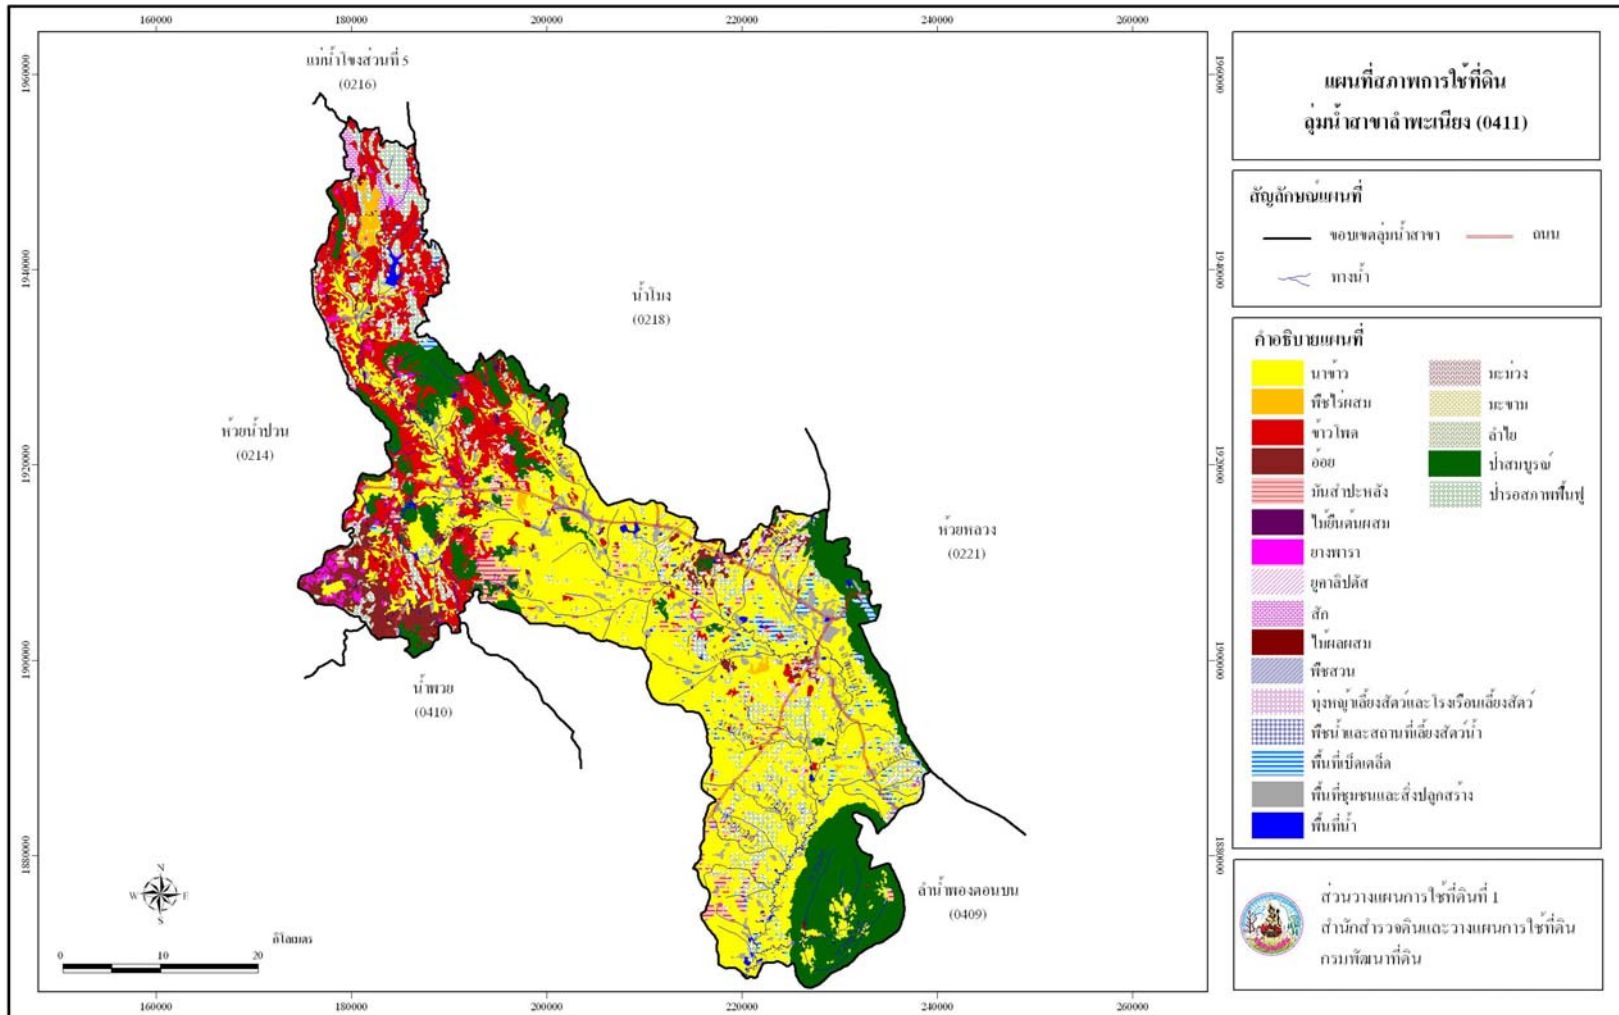 160000
180000
200000
220000
240000
260000
1960000
1940000
1920000
1900000
1880000
1960000
1940000
1920000
1900000
1880000
แม่น้ำโขงส่วนที่ 5
(0216)
น้ำโมง
(0218)
ห้วยน้ำปวน
(0214)
ห้วยหลวง
(0221)
น้ำพวย
(0410)
ลำน้ำพองตอนบน
(0409)
N
W E
S
กิโลเมตร
0 10 20
160000
180000
200000
220000
240000
260000
แผนที่สภาพการใช้ที่ดิน
ลุ่มน้ำสาขาลำพะเนียง (0411)
สัญลักษณ์แผนที่
ขอบเขตลุ่มน้ำสาขา
ถนน
ทางน้ำ
คำอธิบายแผนที่
นาข้าว
พืชไร่ผสม
ข้าวโพด
อ้อย
มันสำปะหลัง
ไม้ยืนต้นผสม
ยางพารา
ยูคาลิปตัส
สัก
ไม้ผลผสม
พืชสวน
ทุ่งหญ้าเลี้ยงสัตว์และโรงเรือนเลี้ยงสัตว์
พืชน้ำและสถานที่เลี้ยงสัตว์น้ำ
พื้นที่เบ็ดเตล็ด
พื้นที่ชุมชนและสิ่งปลูกสร้าง
พื้นที่น้ำ
มะม่วง
มะขาม
ลำไย
ป่าสมบูรณ์
ป่ารอสภาพฟื้นฟู
ส่วนวางแผนการใช้ที่ดินที่ 1
สำนักสำรวจดินและวางแผนการใช้ที่ดิน
กรมพัฒนาที่ดิน